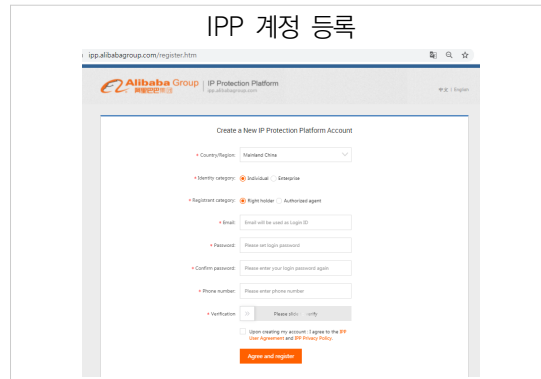 IPP 계정 등록
ipp.alibabagroup.com/register.htm
Alibaba Group IP Protection Platform
阿里巴巴集团 ipp.alibabagroup.com
中文 | English
Create a New IP Protection Platform Account
* Country/Region: Mainland China
* Identity category: Individual Enterprise
* Registrant category: Right holder Authorized agent
* Email: Email will be used as Login ID
* Password: Please set login password
* Confirm password: Please enter your login password again
* Phone number: Please enter phone number
* Verification Please slide verify
Upon creating my account : I agree to the IPP
User Agreement and IPP Privacy Policy.
Agree and register